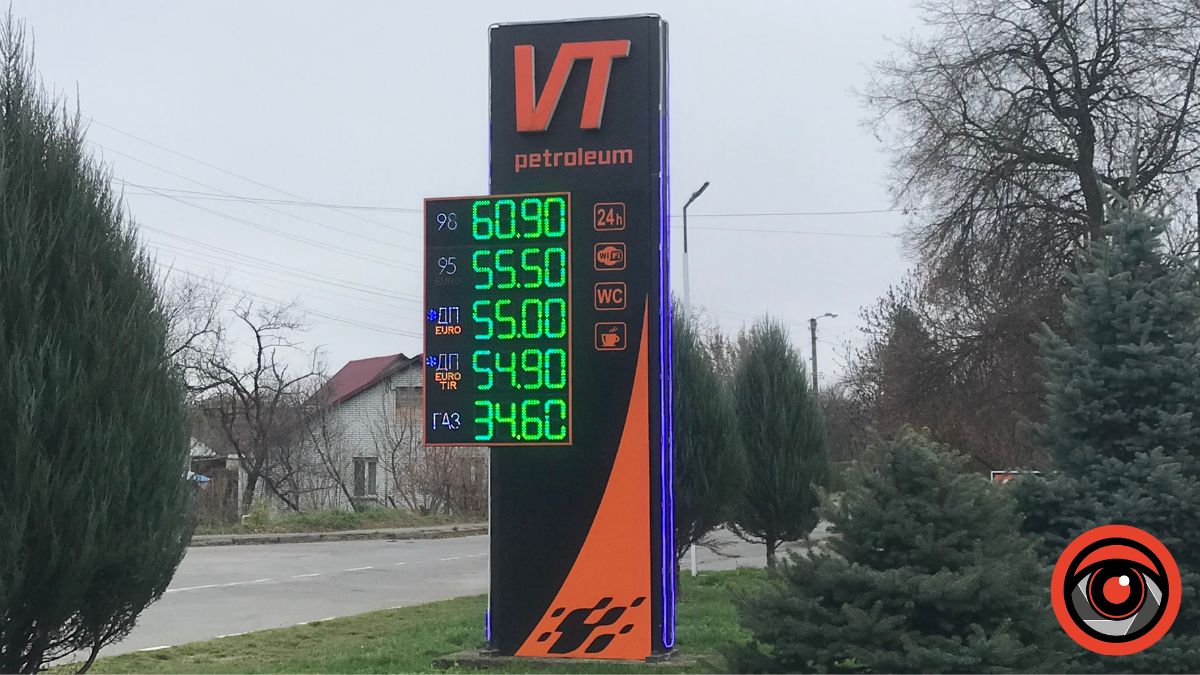 VT
petroleum
98 60.90
95 55.50
EURO
ДП 55.00
EURO
ДП 54.90
EURO
TIR
ГАЗ 34.60
24h
WiFi
WC